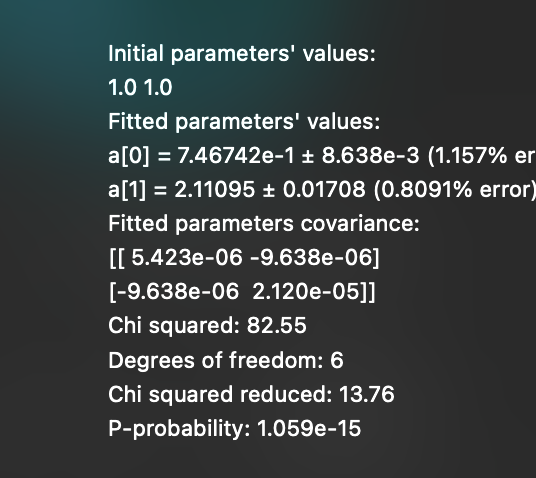 Initial parameters' values:
1.0 1.0
Fitted parameters' values:
a[0] = 7.46742e-1 ± 8.638e-3 (1.157% er
a[1] = 2.11095 ± 0.01708 (0.8091% error)
Fitted parameters covariance:
[[ 5.423e-06 -9.638e-06]
[-9.638e-06  2.120e-05]]
Chi squared: 82.55
Degrees of freedom: 6
Chi squared reduced: 13.76
P-probability: 1.059e-15